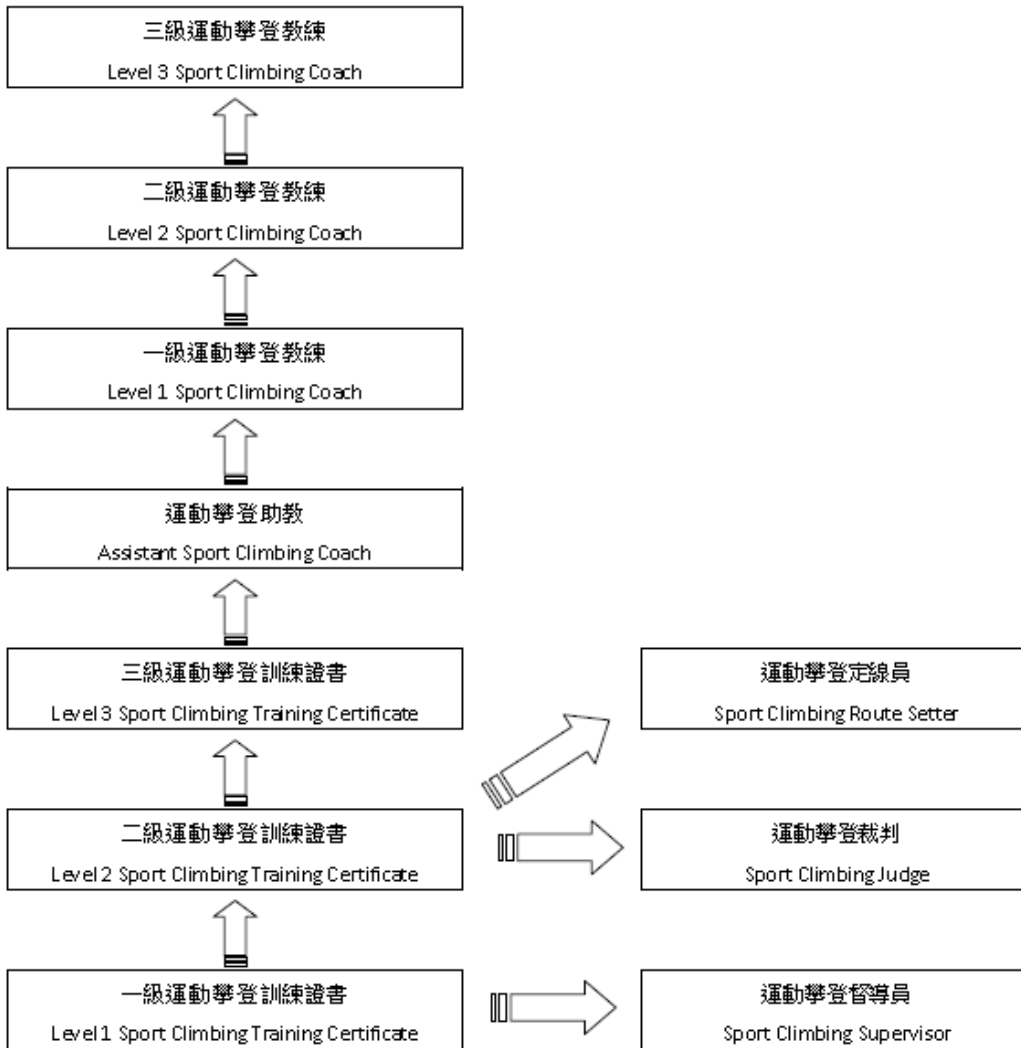 三級運動攀登教練
Level 3 Sport Climbing Coach
二級運動攀登教練
Level 2 Sport Climbing Coach
一級運動攀登教練
Level 1 Sport Climbing Coach
運動攀登助教
Assistant Sport Climbing Coach
三級運動攀登訓練證書
Level 3 Sport Climbing Training Certificate
運動攀登定線員
Sport Climbing Route Setter
二級運動攀登訓練證書
Level 2 Sport Climbing Training Certificate
運動攀登裁判
Sport Climbing Judge
一級運動攀登訓練證書
Level 1 Sport Climbing Training Certificate
運動攀登督導員
Sport Climbing Supervisor